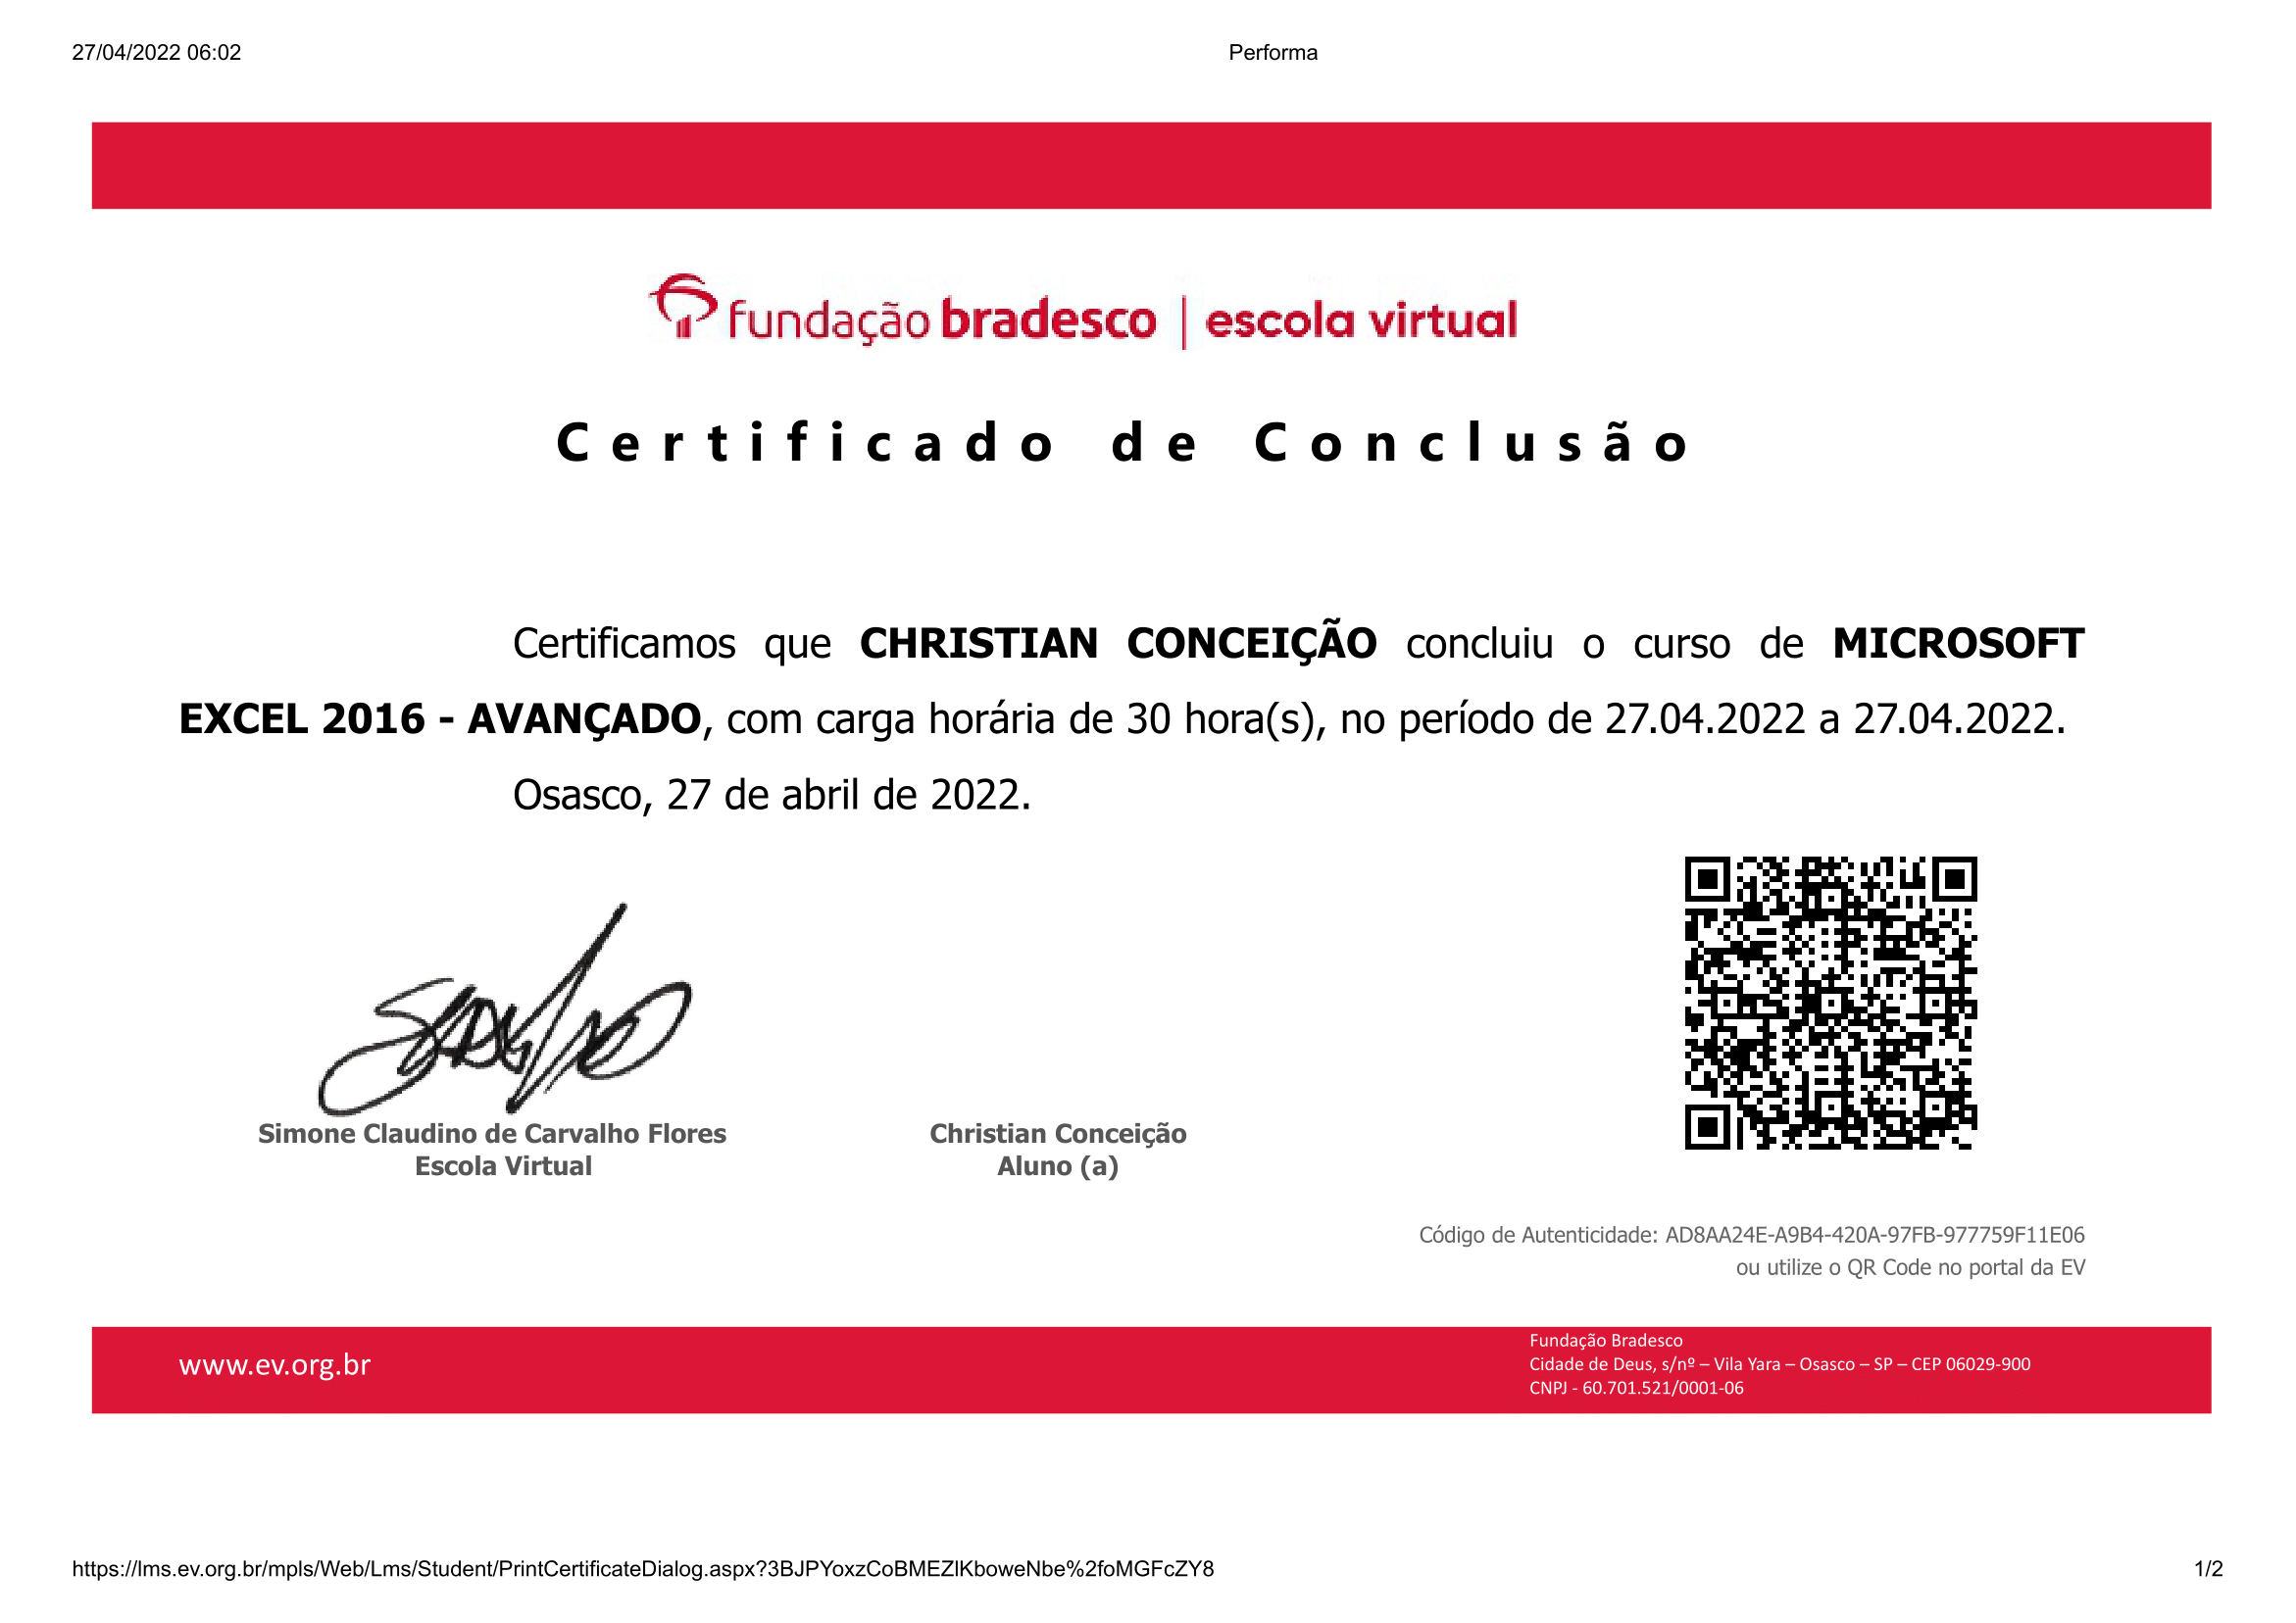 27/04/2022 06:02 Performa
fundação bradesco | escola virtual
Certificado de Conclusão
Certificamos que CHRISTIAN CONCEIÇÃO concluiu o curso de MICROSOFT
EXCEL 2016 - AVANÇADO, com carga horária de 30 hora(s), no período de 27.04.2022 a 27.04.2022.
Osasco, 27 de abril de 2022.
Simone Claudino de Carvalho Flores
Escola Virtual
Christian Conceição
Aluno (a)
Código de Autenticidade: AD8AA24E-A9B4-420A-97FB-977759F11E06
ou utilize o QR Code no portal da EV
www.ev.org.br
Fundação Bradesco
Cidade de Deus, s/nº – Vila Yara – Osasco – SP – CEP 06029-900
CNPJ - 60.701.521/0001-06
https://lms.ev.org.br/mpls/Web/Lms/Student/PrintCertificateDialog.aspx?3BJPYoxzCoBMEZlKboweNbe%2foMGFcZY8 1/2